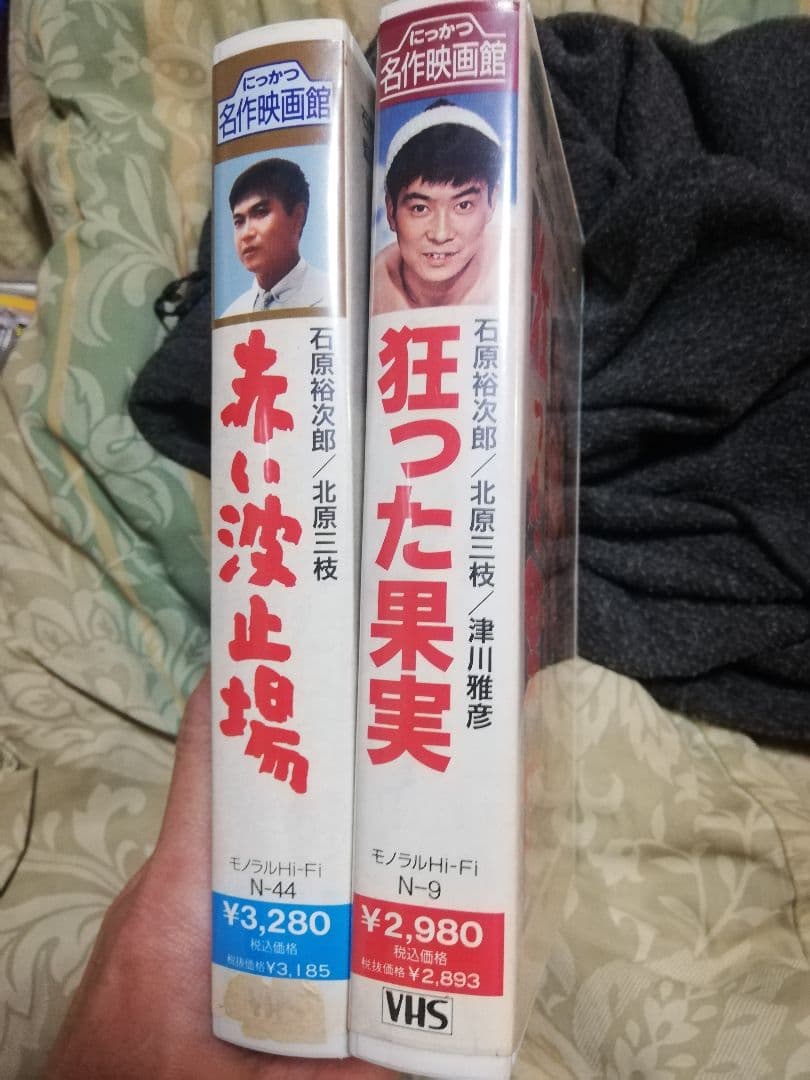 にっかつ
名作映画館
赤い波止場
石原裕次郎/北原三枝
モノラルHi-Fi
N-44
¥3,280
税込価格
税抜価格¥3,185
にっかつ
名作映画館
狂った果実
石原裕次郎/北原三枝/津川雅彦
モノラルHi-Fi
N-9
¥2,980
税込価格
税抜価格¥2,893
VHS